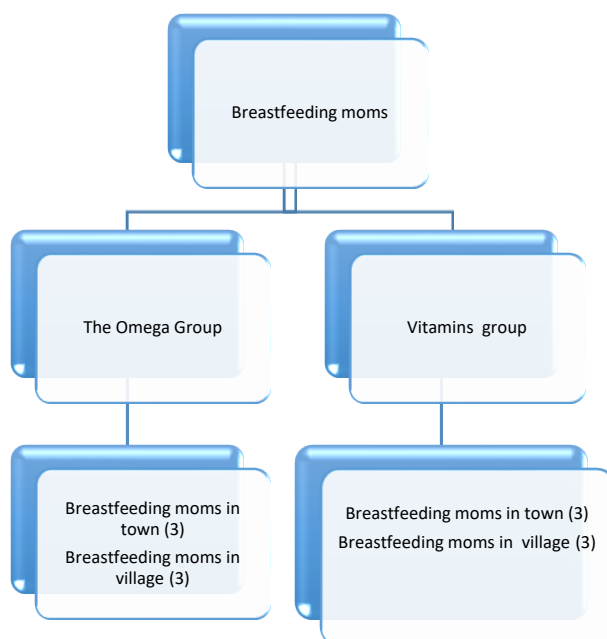 Breastfeeding moms
The Omega Group
Vitamins group
Breastfeeding moms in
town (3)
Breastfeeding moms in
village (3)
Breastfeeding moms in town (3)
Breastfeeding moms in village (3)